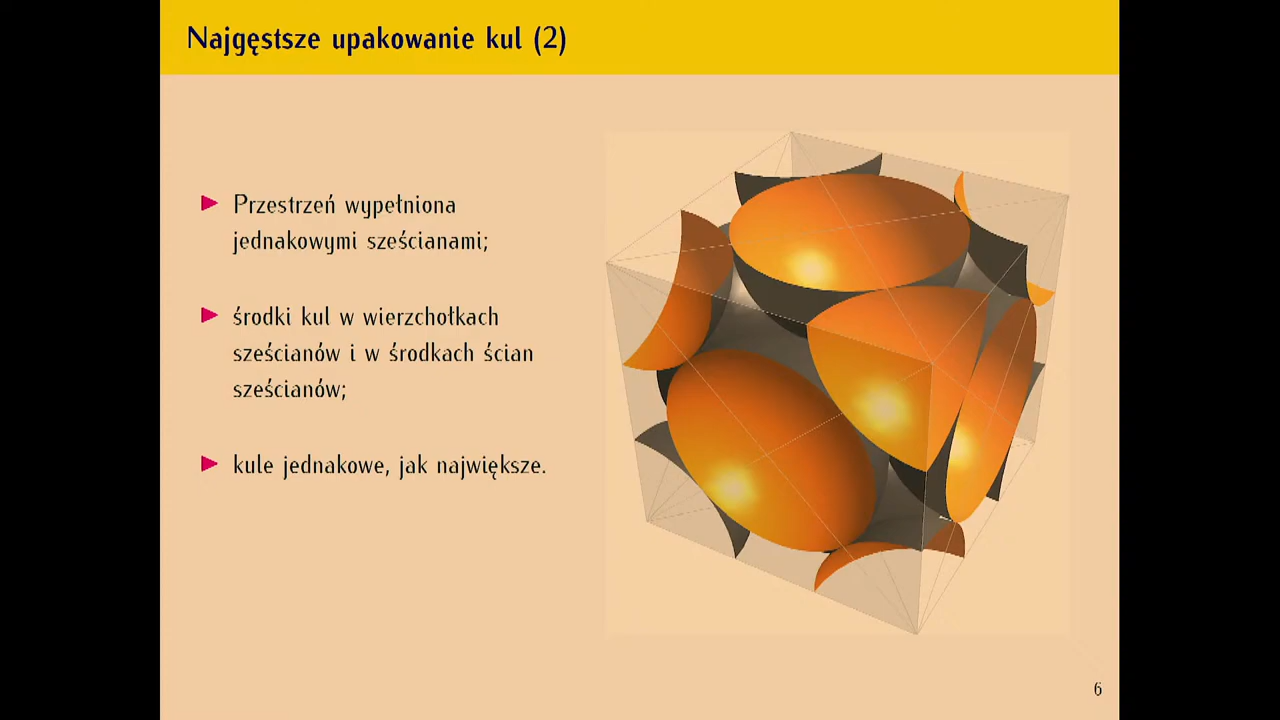 Najgęstsze upakowanie kul (2)
Przestrzeń wypełniona
jednakowymi sześcianami;
środki kul w wierzchołkach
sześcianów i w środkach ścian
sześcianów;
kule jednakowe, jak największe.
6